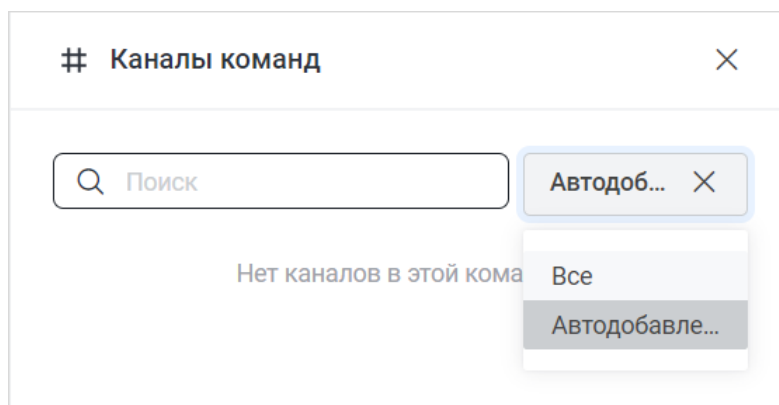 Каналы команд
Поиск
Автодоб...
Нет каналов в этой кома
Все
Автодобавле...